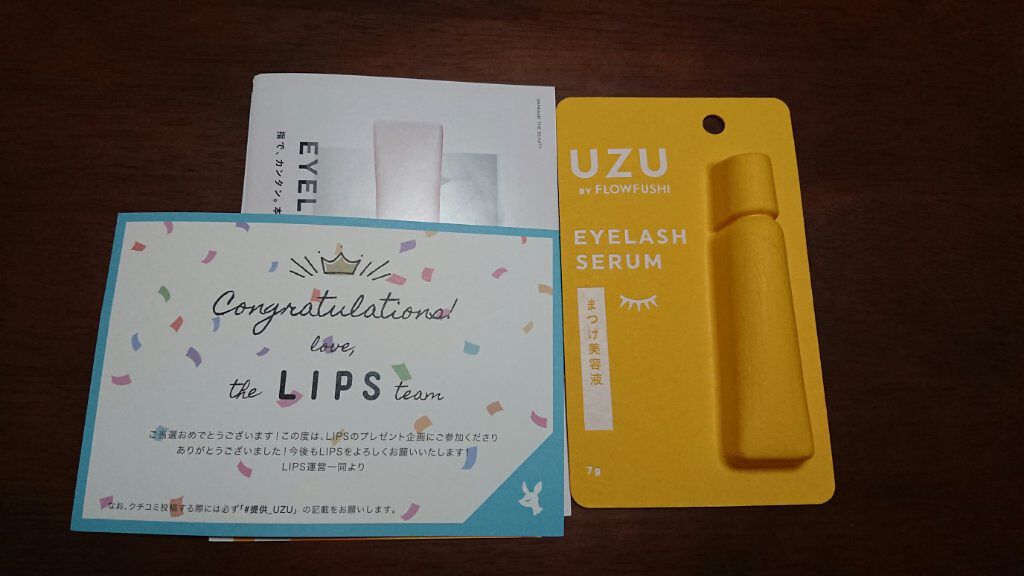 INHANCE THE BEAUTY
EYEL
指で、カンタン。本
Congratulations!
love,
the LIPS team
ご当選おめでとうございます！この度は、LIPSのプレゼント企画にご参加くださり
ありがとうございました！今後もLIPSをよろしくお願いいたします！
LIPS運営一同より
なお、クチコミ投稿する際には必ず「#提供_UZU」の記載をお願いします。
UZU
BY FLOWFUSHI
EYELASH
SERUM
まつげ美容液
7g